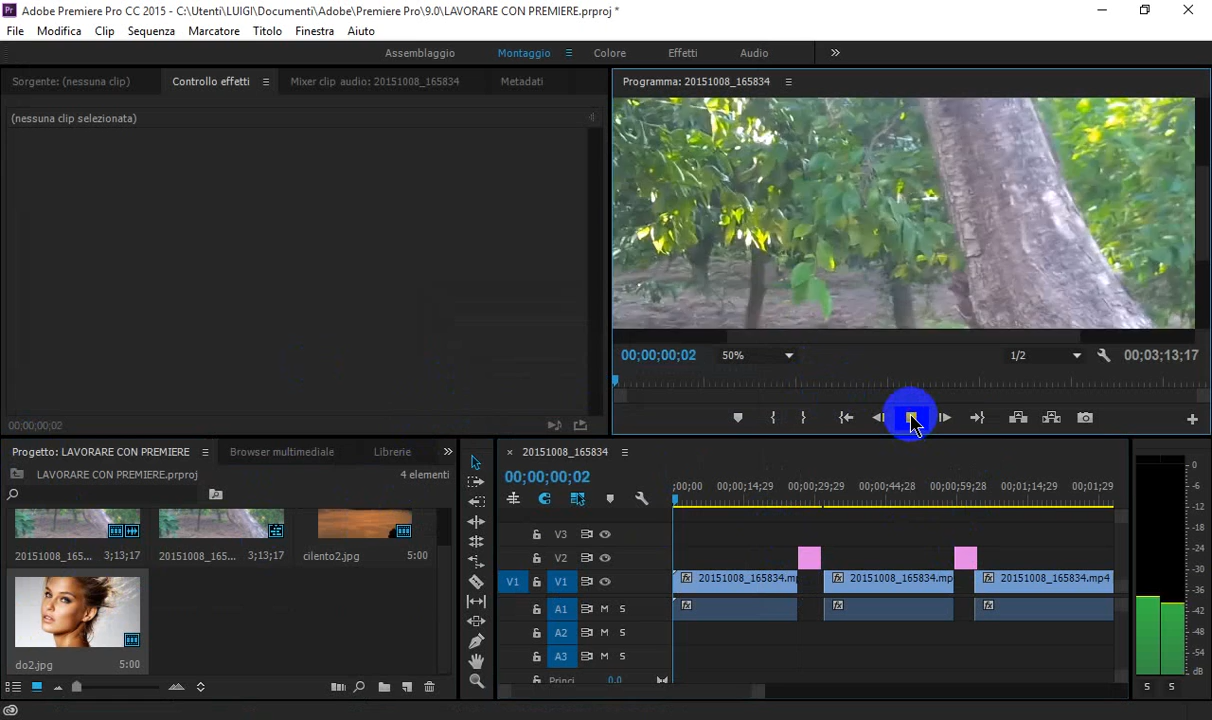 Adobe Premiere Pro CC 2015 - C:\Utenti\LUIGI\Documenti\Adobe\Premiere Pro\9.0\LAVORARE CON PREMIERE.prproj *
File Modifica Clip Sequenza Marcatore Titolo Finestra Aiuto
Assemblaggio Montaggio Colore Effetti Audio
Sorgente: (nessuna clip) Controllo effetti Mixer clip audio: 20151008_165834 Metadati
Programma: 20151008_165834
(nessuna clip selezionata)
00;00;00;02 50% 1/2 00;03;13;17
00;00;00;02
Progetto: LAVORARE CON PREMIERE Browser multimediale Librerie
LAVORARE CON PREMIERE.prproj 4 elementi
20151008_165... 3;13;17 20151008_165... 3;13;17 cilento2.jpg 5:00
do2.jpg 5:00
20151008_165834
00;00;00;02
;00;00 00;00;14;29 00;00;29;29 00;00;44;28 00;00;59;28 00;01;14;29 00;01;29
V3
V2
V1 V1 20151008_165834.mp 20151008_165834.mp 20151008_165834.mp4
A1 M S
A2 M S
A3 M S
Princi 0,0
0
-6
-12
-18
-24
-30
-36
-42
-48
-54
dB
S S